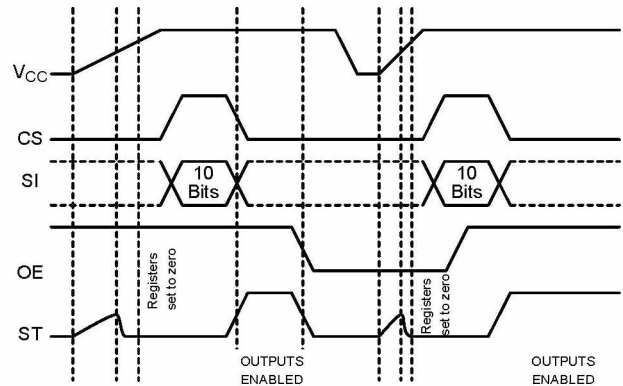 VCC
CS
SI
10
Bits
10
Bits
OE
Registers
set to zero
Registers
set to zero
ST
OUTPUTS
ENABLED
OUTPUTS
ENABLED